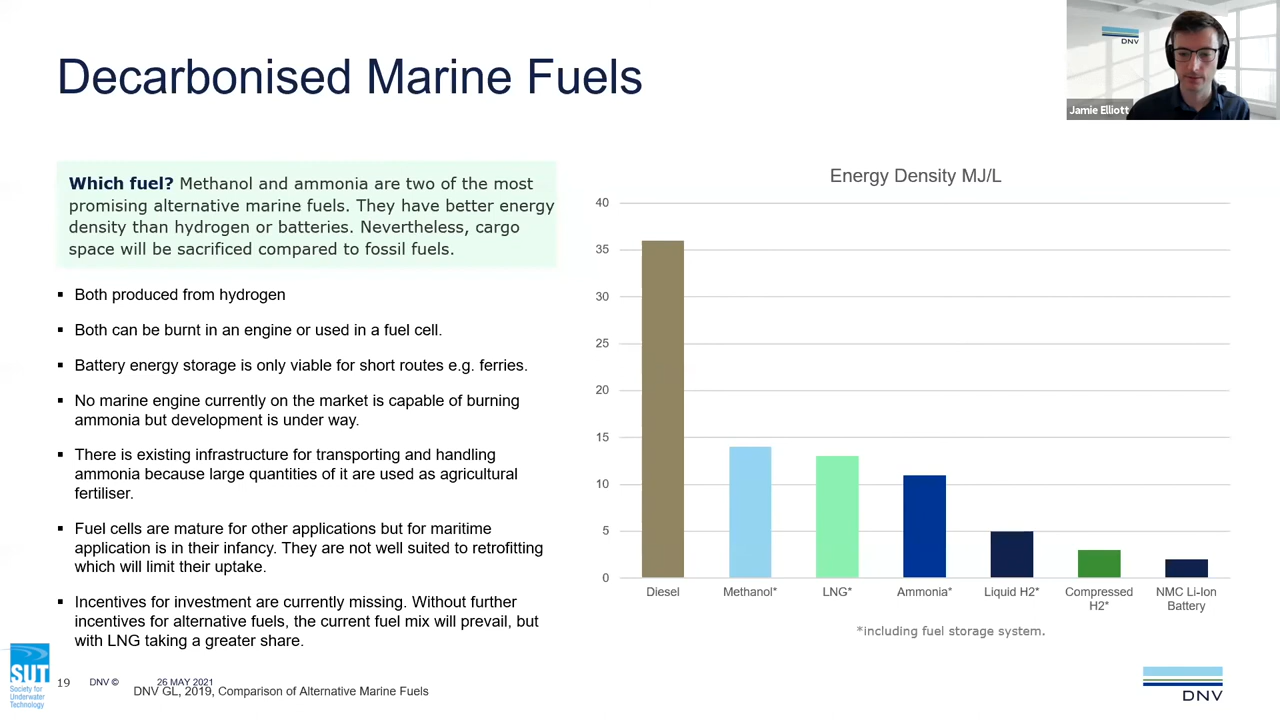 DNV
Jamie Elliott
Decarbonised Marine Fuels
Which fuel? Methanol and ammonia are two of the most
promising alternative marine fuels. They have better energy
density than hydrogen or batteries. Nevertheless, cargo
space will be sacrificed compared to fossil fuels.
▪ Both produced from hydrogen
▪ Both can be burnt in an engine or used in a fuel cell.
▪ Battery energy storage is only viable for short routes e.g. ferries.
▪ No marine engine currently on the market is capable of burning
ammonia but development is under way.
▪ There is existing infrastructure for transporting and handling
ammonia because large quantities of it are used as agricultural
fertiliser.
▪ Fuel cells are mature for other applications but for maritime
application is in their infancy. They are not well suited to retrofitting
which will limit their uptake.
▪ Incentives for investment are currently missing. Without further
incentives for alternative fuels, the current fuel mix will prevail, but
with LNG taking a greater share.
Energy Density MJ/L
40
35
30
25
20
15
10
5
0
Diesel Methanol* LNG* Ammonia* Liquid H2* Compressed H2* NMC Li-Ion Battery
*including fuel storage system.
SUT
Society for
Underwater
Technology
19 DNV © 26 MAY 2021
DNV GL, 2019, Comparison of Alternative Marine Fuels
DNV